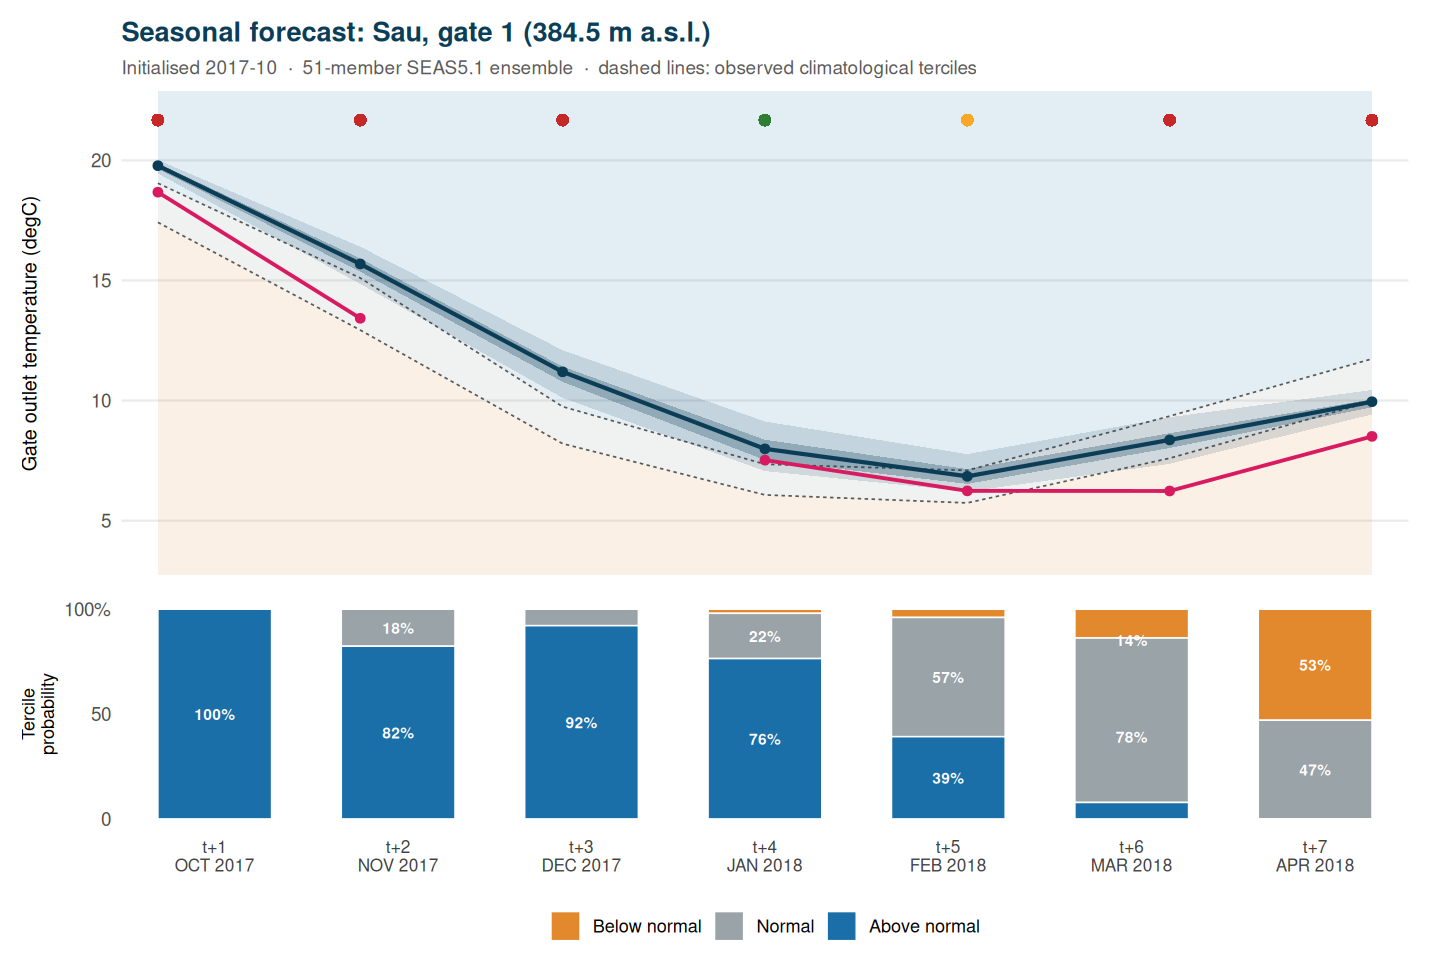 Seasonal forecast: Sau, gate 1 (384.5 m a.s.l.)
Initialised 2017-10 · 51-member SEAS5.1 ensemble · dashed lines: observed climatological terciles
Gate outlet temperature (degC)
20
15
10
5
Tercile
probability
100%
50
0
100%
18%
82%
92%
22%
76%
57%
39%
14%
78%
53%
47%
t+1
OCT 2017
t+2
NOV 2017
t+3
DEC 2017
t+4
JAN 2018
t+5
FEB 2018
t+6
MAR 2018
t+7
APR 2018
Below normal
Normal
Above normal